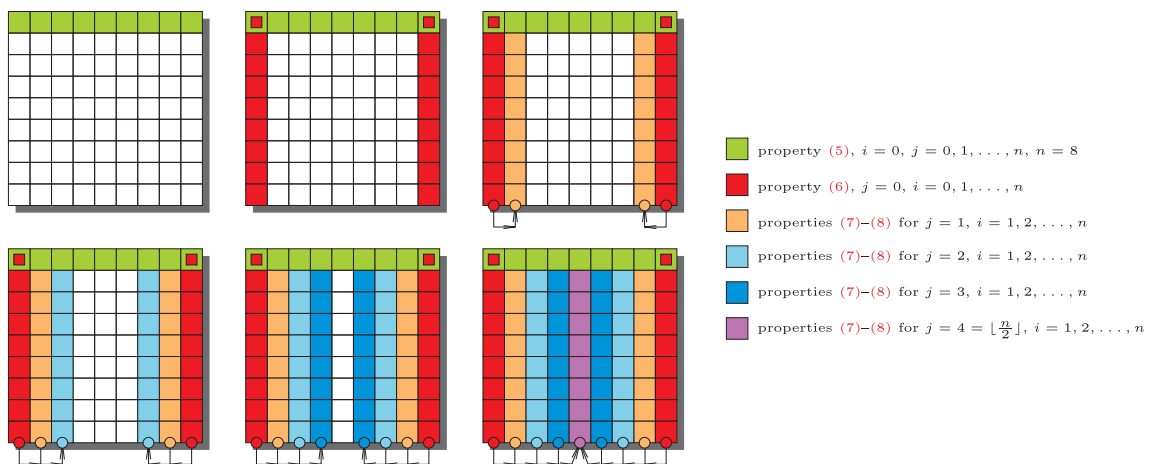 property (5), i = 0, j = 0, 1, . . . , n, n = 8
property (6), j = 0, i = 0, 1, . . . , n
properties (7)–(8) for j = 1, i = 1, 2, . . . , n
properties (7)–(8) for j = 2, i = 1, 2, . . . , n
properties (7)–(8) for j = 3, i = 1, 2, . . . , n
properties (7)–(8) for j = 4 = ⌊n/2⌋, i = 1, 2, . . . , n